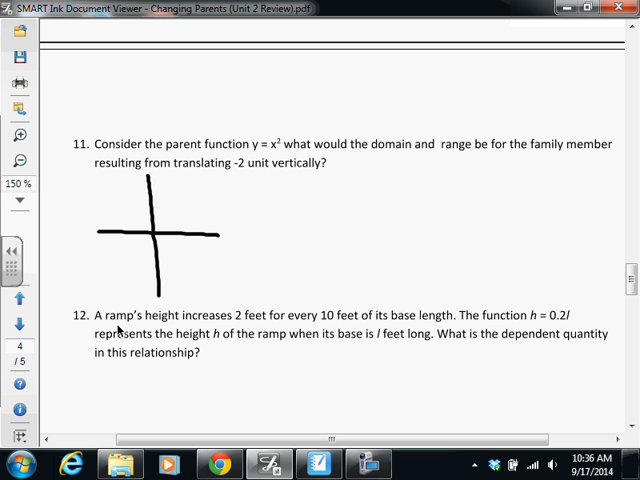 SMART Ink Document Viewer - Changing Parents (Unit 2 Review).pdf
150 %
11. Consider the parent function y = x² what would the domain and range be for the family member
resulting from translating -2 unit vertically?
12. A ramp's height increases 2 feet for every 10 feet of its base length. The function h = 0.2l
represents the height h of the ramp when its base is l feet long. What is the dependent quantity
in this relationship?
4
/ 5
10:36 AM
9/17/2014